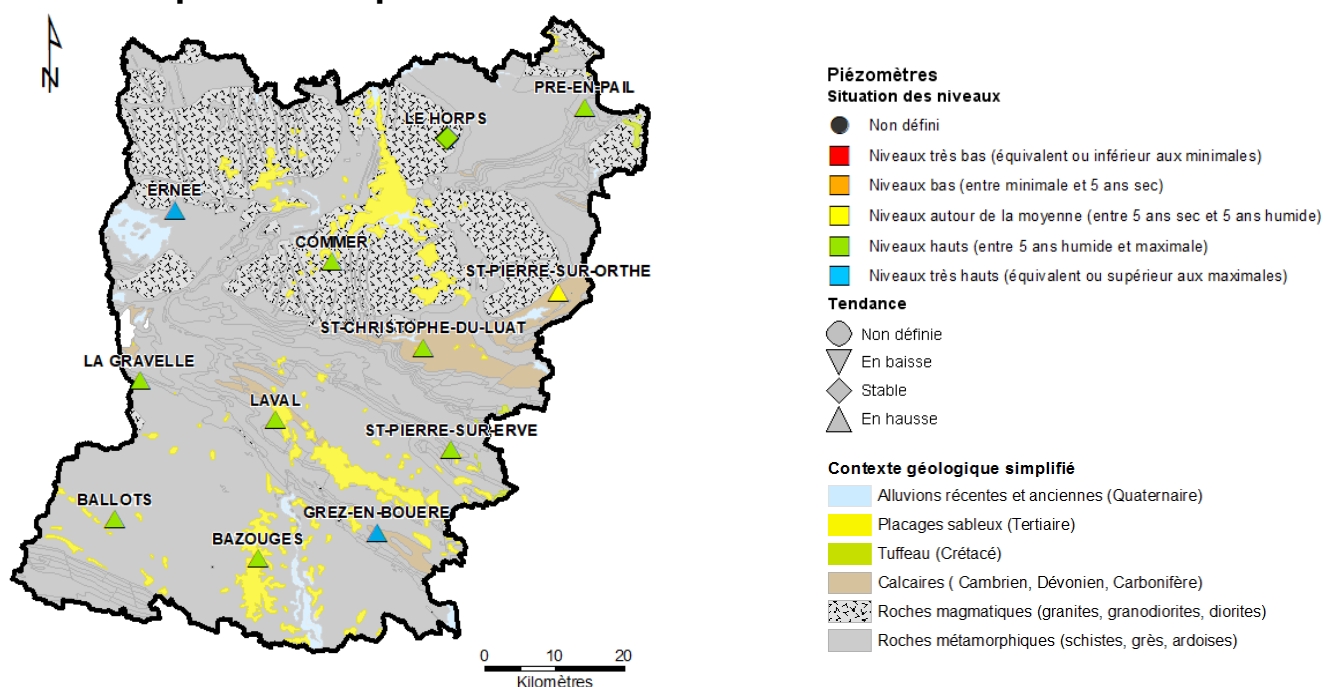 N
PRE-EN-PAIL
LE HORPS
ERNEE
COMMER
ST-PIERRE-SUR-ORTHE
ST-CHRISTOPHE-DU-LUAT
LA GRAVELLE
LAVAL
ST-PIERRE-SUR-ERVE
BALLOTS
GREZ-EN-BOUERE
BAZOUGES
0 10 20
Kilomètres
Piézomètres
Situation des niveaux
Non défini
Niveaux très bas (équivalent ou inférieur aux minimales)
Niveaux bas (entre minimale et 5 ans sec)
Niveaux autour de la moyenne (entre 5 ans sec et 5 ans humide)
Niveaux hauts (entre 5 ans humide et maximale)
Niveaux très hauts (équivalent ou supérieur aux maximales)
Tendance
Non définie
En baisse
Stable
En hausse
Contexte géologique simplifié
Alluvions récentes et anciennes (Quaternaire)
Placages sableux (Tertiaire)
Tuffeau (Crétacé)
Calcaires ( Cambrien, Dévonien, Carbonifère)
Roches magmatiques (granites, granodiorites, diorites)
Roches métamorphiques (schistes, grès, ardoises)